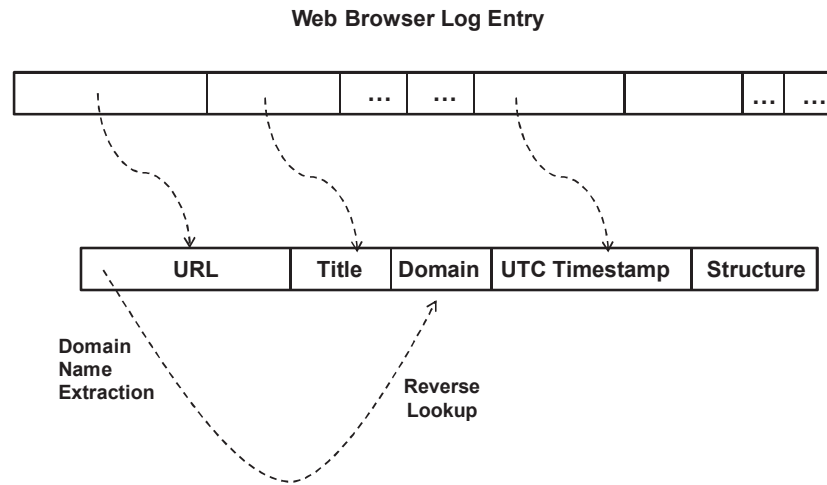 Web Browser Log Entry
... ... ... ...
URL Title Domain UTC Timestamp Structure
Domain
Name
Extraction
Reverse
Lookup